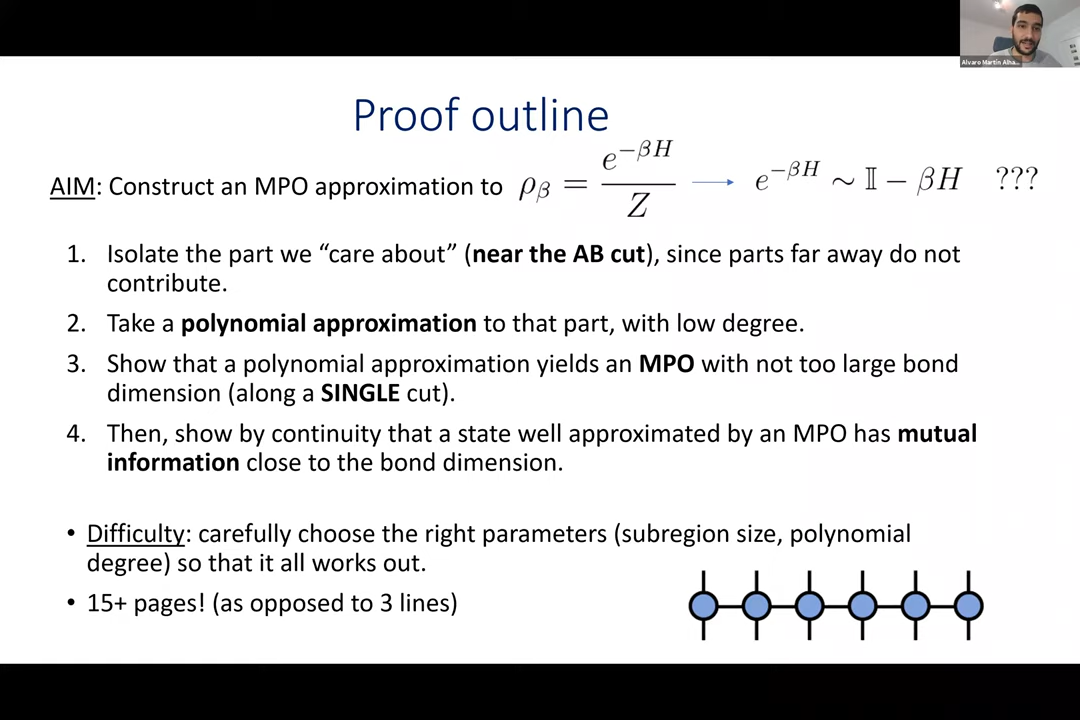 Alvaro Martín Alha...
Proof outline
AIM: Construct an MPO approximation to ρ_β = e^{−βH} / Z → e^{−βH} ∼ 𝕀 − βH ???
1. Isolate the part we “care about” (near the AB cut), since parts far away do not
contribute.
2. Take a polynomial approximation to that part, with low degree.
3. Show that a polynomial approximation yields an MPO with not too large bond
dimension (along a SINGLE cut).
4. Then, show by continuity that a state well approximated by an MPO has mutual
information close to the bond dimension.
• Difficulty: carefully choose the right parameters (subregion size, polynomial
degree) so that it all works out.
• 15+ pages! (as opposed to 3 lines)